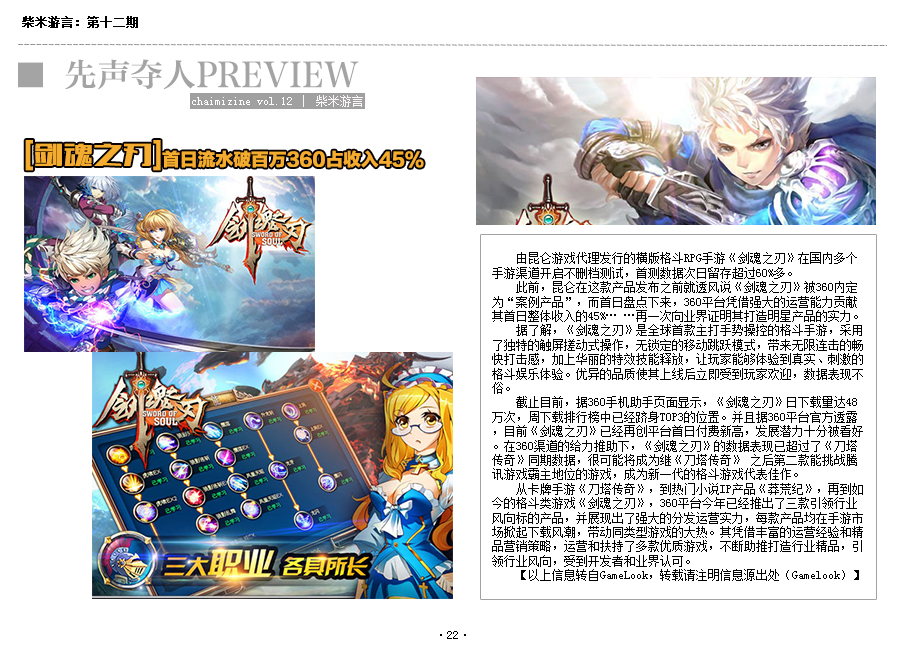 柴米游言：第十二期
先声夺人PREVIEW
chaimizine vol.12 | 柴米游言
[剑魂之刃]首日流水破百万360占收入45%
剑魂之刃
SWORD OF SOUL
剑魂之刃
SWORD OF SOUL
三大职业 各具所长
由昆仑游戏代理发行的横版格斗RPG手游《剑魂之刃》在国内多个
手游渠道开启不删档测试，首测数据次日留存超过60%多。
此前，昆仑在这款产品发布之前就透风说《剑魂之刃》被360内定
为“案例产品”，而首日盘点下来，360平台凭借强大的运营能力贡献
其首日整体收入的45%……再一次向业界证明其打造明星产品的实力。
据了解，《剑魂之刃》是全球首款主打手势操控的格斗手游，采用
了独特的触屏搓动式操作，无锁定的移动跳跃模式，带来无限连击的畅
快打击感，加上华丽的特效技能释放，让玩家能够体验到真实、刺激的
格斗娱乐体验。优异的品质使其上线后立即受到玩家欢迎，数据表现不
俗。
截止目前，据360手机助手页面显示，《剑魂之刃》日下载量达48
万次，周下载排行榜中已经跻身TOP3的位置。并且据360平台官方透露
，目前《剑魂之刃》已经再创平台首日付费新高，发展潜力十分被看好
。在360渠道的给力推助下，《剑魂之刃》的数据表现已超过了《刀塔
传奇》同期数据，很可能将成为继《刀塔传奇》 之后第二款能挑战腾
讯游戏霸主地位的游戏，成为新一代的格斗游戏代表佳作。
从卡牌手游《刀塔传奇》，到热门小说IP产品《莽荒纪》，再到如
今的格斗类游戏《剑魂之刃》，360平台今年已经推出了三款引领行业
风向标的产品，并展现出了强大的分发运营实力，每款产品均在手游市
场掀起下载风潮，带动同类型游戏的大热。其凭借丰富的运营经验和精
品营销策略，运营和扶持了多款优质游戏，不断助推打造行业精品，引
领行业风向，受到开发者和业界认可。
【以上信息转自GameLook，转载请注明信息源出处（Gamelook）】
·22·